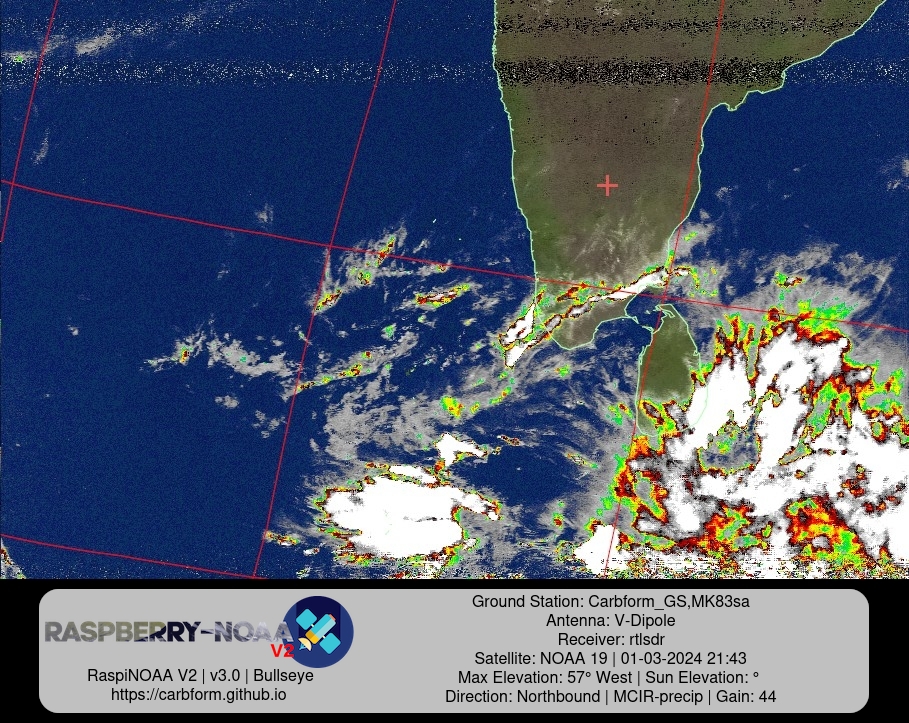 RASPBERRY-NOAA
V2
RaspiNOAA V2 | v3.0 | Bullseye
https://carbform.github.io
Ground Station: Carbform_GS,MK83sa
Antenna: V-Dipole
Receiver: rtlsdr
Satellite: NOAA 19 | 01-03-2024 21:43
Max Elevation: 57° West | Sun Elevation: °
Direction: Northbound | MCIR-precip | Gain: 44